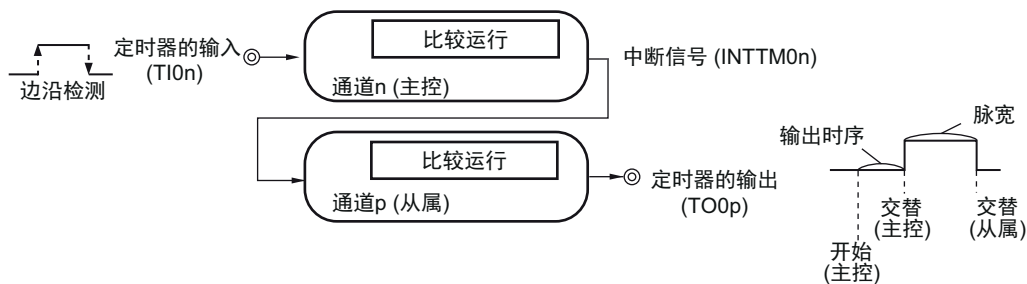 比较运行
定时器的输入
(TI0n)
边沿检测
通道n (主控)
中断信号 (INTTM0n)
比较运行
通道p (从属)
定时器的输出
(TO0p)
输出时序
脉宽
交替
(主控)
交替
(从属)
开始
(主控)